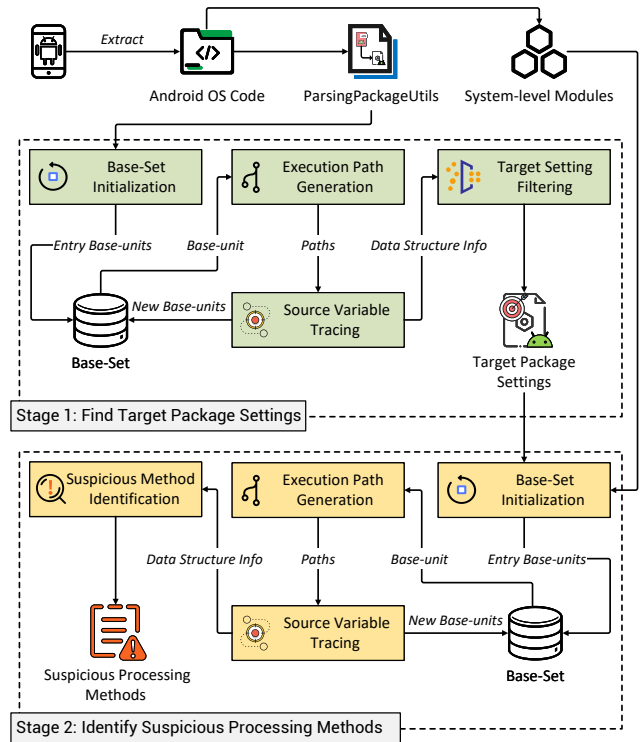 Extract
</>
Android OS Code
ParsingPackageUtils
System-level Modules
Base-Set
Initialization
Execution Path
Generation
Target Setting
Filtering
Entry Base-units
Base-unit
Paths
Data Structure Info
New Base-units
Source Variable
Tracing
Base-Set
Target Package
Settings
Stage 1: Find Target Package Settings
Suspicious Method
Identification
Execution Path
Generation
Base-Set
Initialization
Data Structure Info
Paths
Base-unit
Entry Base-units
Source Variable
Tracing
New Base-units
Suspicious Processing
Methods
Base-Set
Stage 2: Identify Suspicious Processing Methods